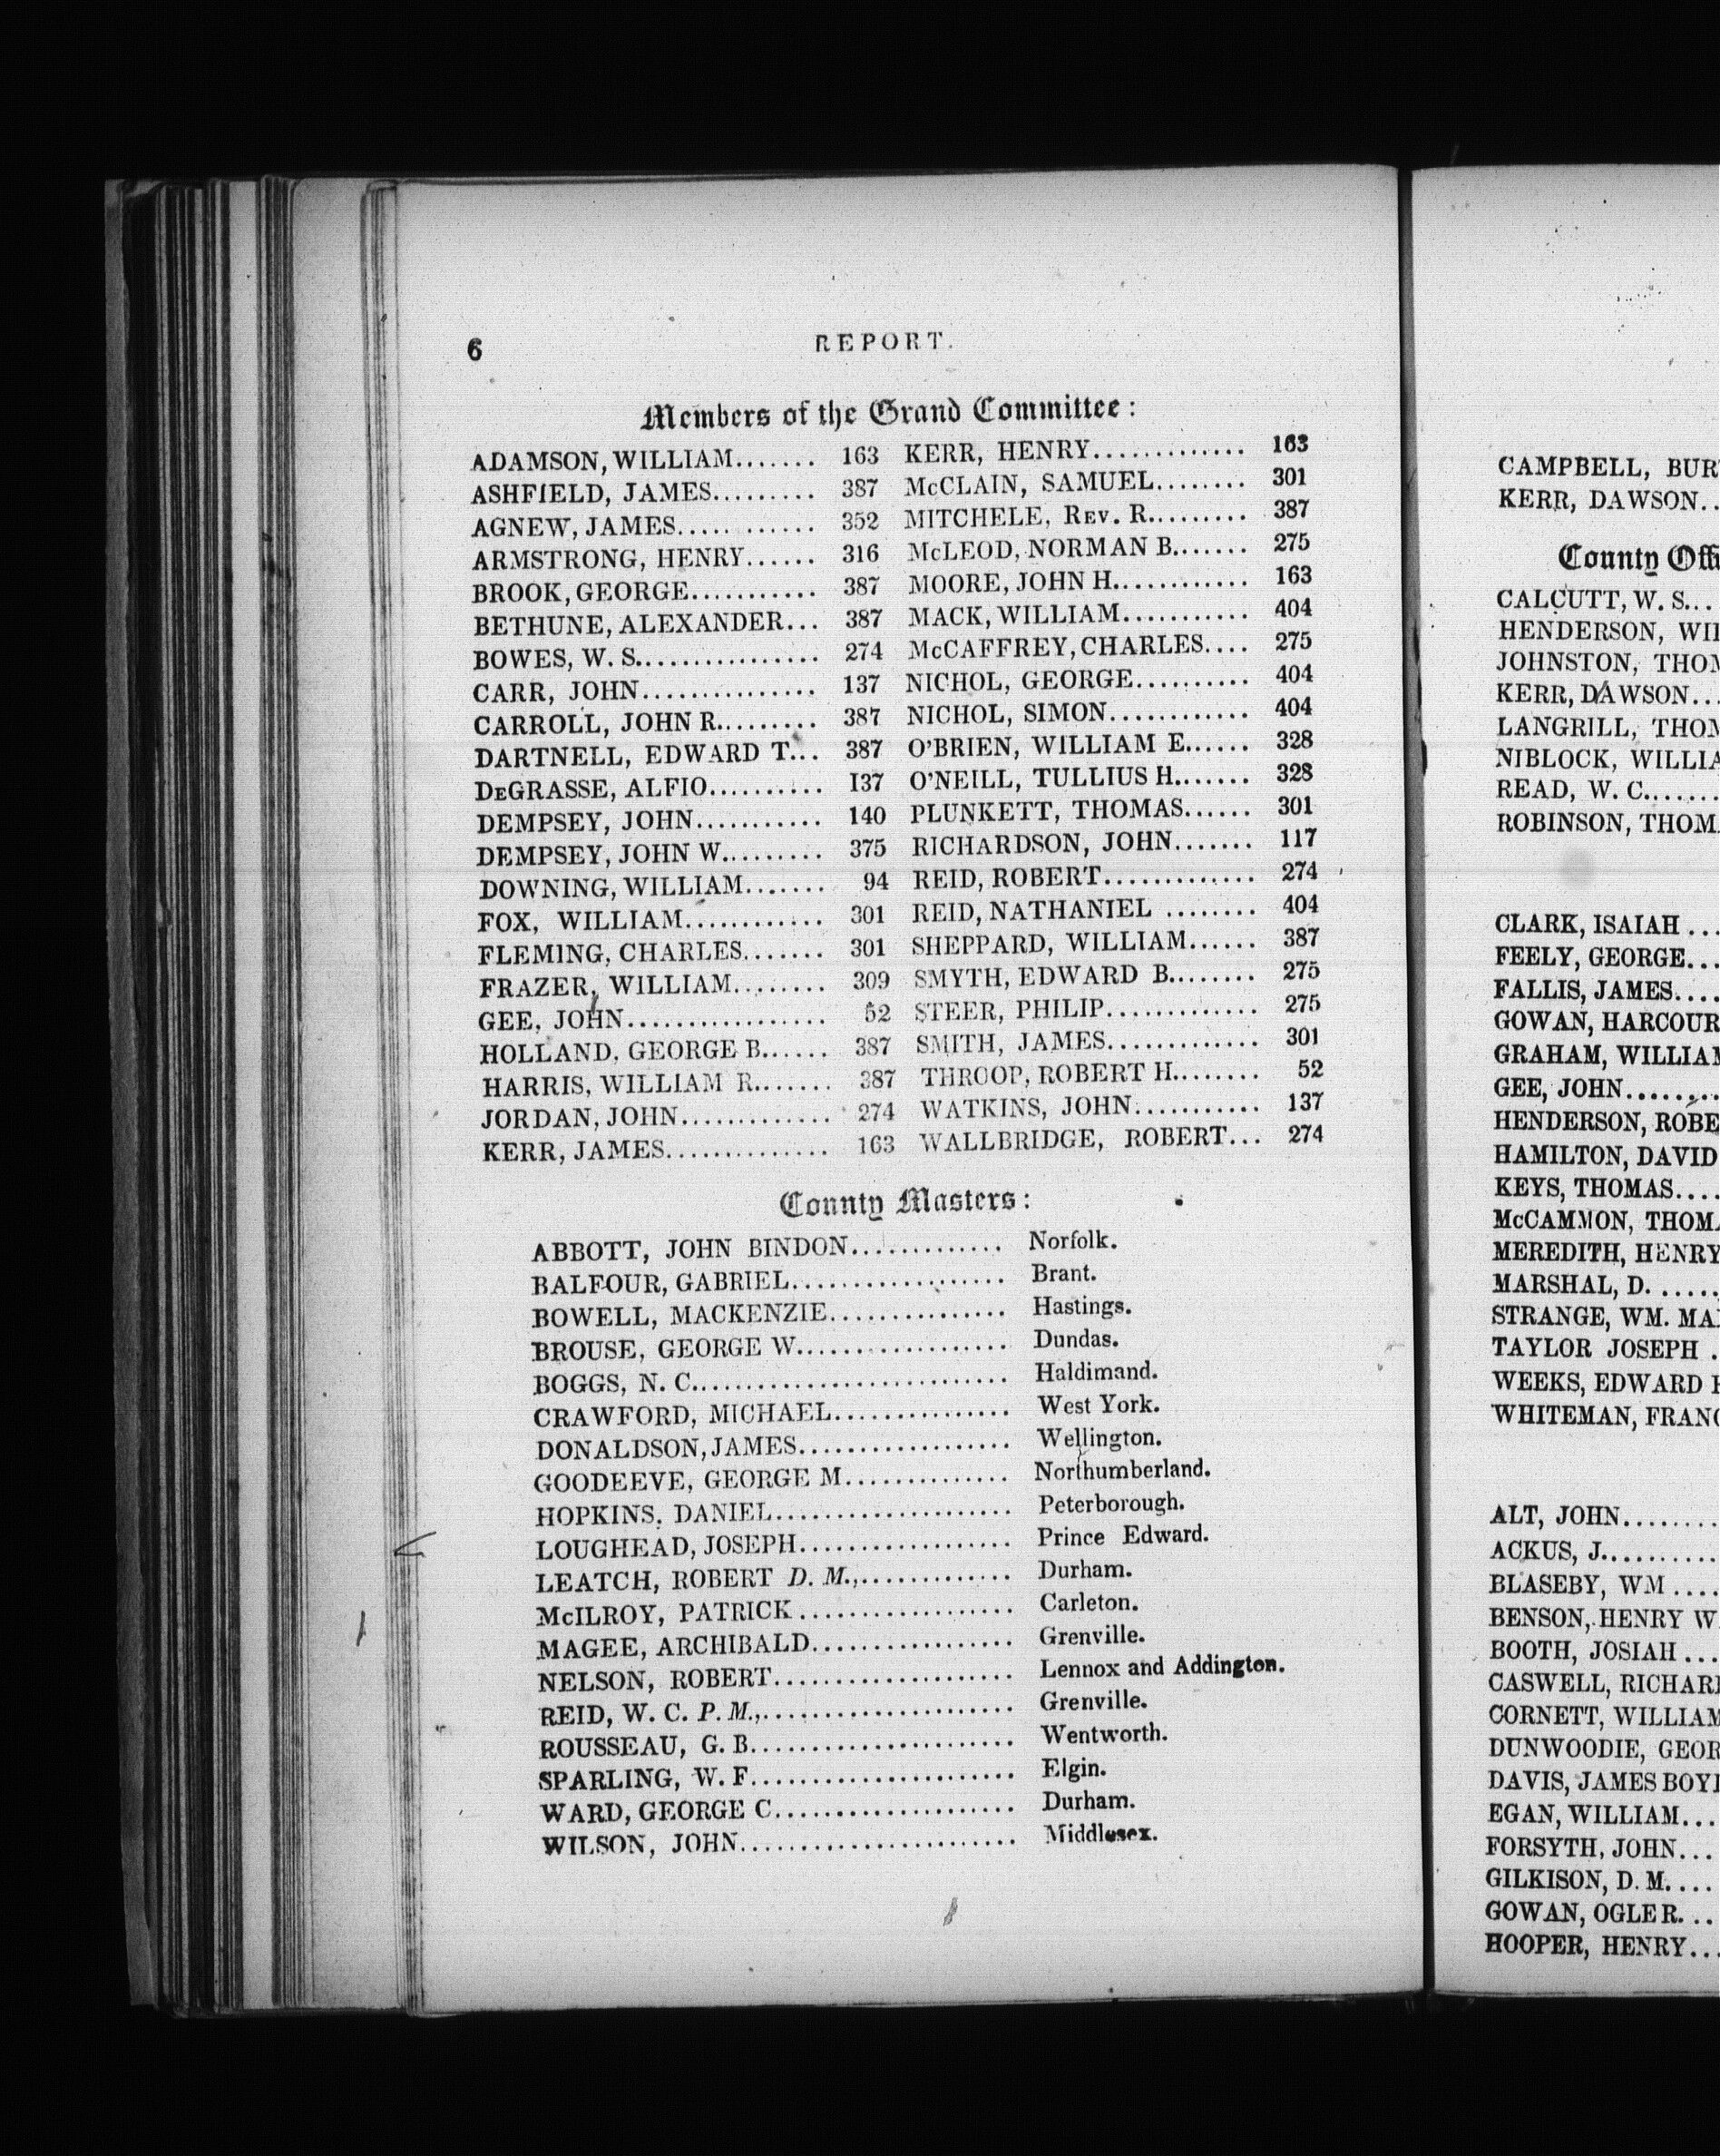 6
REPORT.
Members of the Grand Committee:
ADAMSON, WILLIAM....... 163
ASHFIELD, JAMES......... 387
AGNEW, JAMES............ 352
ARMSTRONG, HENRY...... 316
BROOK, GEORGE........... 387
BETHUNE, ALEXANDER... 387
BOWES, W. S................ 274
CARR, JOHN............... 137
CARROLL, JOHN R......... 387
DARTNELL, EDWARD T... 387
DEGRASSE, ALFIO.......... 137
DEMPSEY, JOHN........... 140
DEMPSEY, JOHN W......... 375
DOWNING, WILLIAM....... 94
FOX, WILLIAM............ 301
FLEMING, CHARLES....... 301
FRAZER, WILLIAM........ 309
GEE, JOHN................. 52
HOLLAND, GEORGE B...... 387
HARRIS, WILLIAM R....... 387
JORDAN, JOHN............. 274
KERR, JAMES.............. 163
KERR, HENRY............. 163
McCLAIN, SAMUEL........ 301
MITCHELE, REV. R......... 387
McLEOD, NORMAN B....... 275
MOORE, JOHN H............ 163
MACK, WILLIAM........... 404
McCAFFREY, CHARLES.... 275
NICHOL, GEORGE.......... 404
NICHOL, SIMON............ 404
O'BRIEN, WILLIAM E...... 328
O'NEILL, TULLIUS H....... 328
PLUNKETT, THOMAS...... 301
RICHARDSON, JOHN....... 117
REID, ROBERT............. 274
REID, NATHANIEL ........ 404
SHEPPARD, WILLIAM...... 387
SMYTH, EDWARD B........ 275
STEER, PHILIP............. 275
SMITH, JAMES............. 301
THROOP, ROBERT H........ 52
WATKINS, JOHN........... 137
WALLBRIDGE, ROBERT... 274
County Masters:
ABBOTT, JOHN BINDON............. Norfolk.
BALFOUR, GABRIEL.................. Brant.
BOWELL, MACKENZIE............... Hastings.
BROUSE, GEORGE W................. Dundas.
BOGGS, N. C........................... Haldimand.
CRAWFORD, MICHAEL............... West York.
DONALDSON, JAMES.................. Wellington.
GOODEEVE, GEORGE M.............. Northumberland.
HOPKINS, DANIEL.................... Peterborough.
LOUGHEAD, JOSEPH.................. Prince Edward.
LEATCH, ROBERT D. M.,............. Durham.
McILROY, PATRICK.................. Carleton.
MAGEE, ARCHIBALD................. Grenville.
NELSON, ROBERT.................... Lennox and Addington.
REID, W. C. P. M.,..................... Grenville.
ROUSSEAU, G. B...................... Wentworth.
SPARLING, W. F...................... Elgin.
WARD, GEORGE C.................... Durham.
WILSON, JOHN....................... Middlesex.
CAMPBELL, BUR
KERR, DAWSON..
County Offi
CALCUTT, W. S...
HENDERSON, WIL
JOHNSTON, THOM
KERR, DAWSON...
LANGRILL, THOM
NIBLOCK, WILLIA
READ, W. C.......
ROBINSON, THOM
CLARK, ISAIAH ...
FEELY, GEORGE...
FALLIS, JAMES....
GOWAN, HARCOUR
GRAHAM, WILLIAM
GEE, JOHN........
HENDERSON, ROBE
HAMILTON, DAVID
KEYS, THOMAS....
McCAMMON, THOM
MEREDITH, HENRY
MARSHAL, D. .....
STRANGE, WM. MA
TAYLOR JOSEPH .
WEEKS, EDWARD
WHITEMAN, FRAN
ALT, JOHN........
ACKUS, J..........
BLASEBY, WM ....
BENSON, HENRY W
BOOTH, JOSIAH ...
CASWELL, RICHAR
CORNETT, WILLIAM
DUNWOODIE, GEOR
DAVIS, JAMES BOY
EGAN, WILLIAM...
FORSYTH, JOHN...
GILKISON, D. M....
GOWAN, OGLE R...
HOOPER, HENRY...